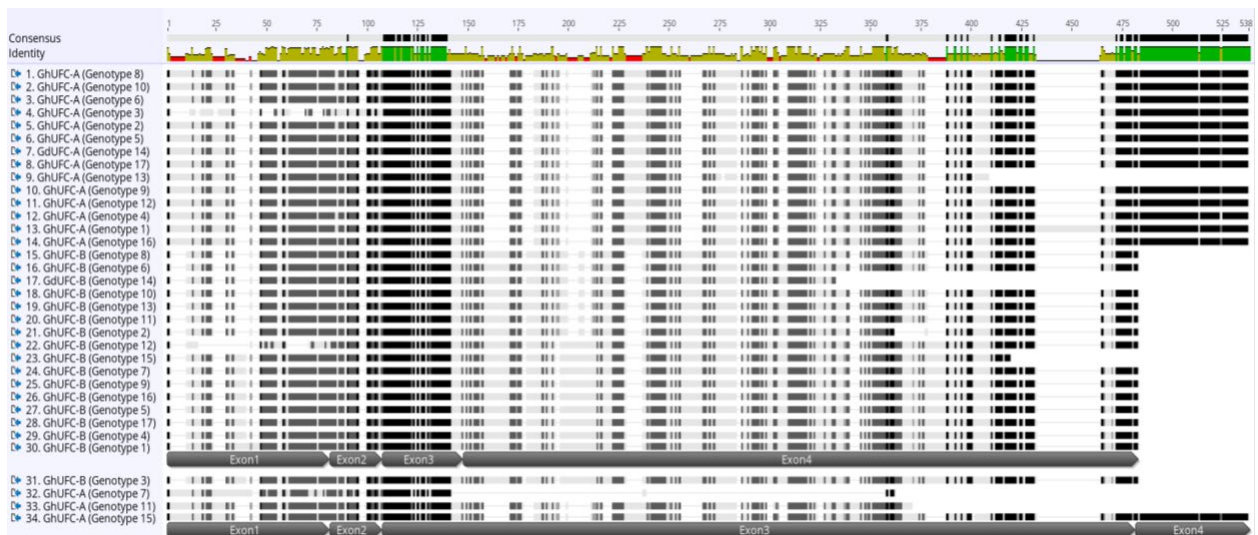 1 25 50 75 100 125 150 175 200 225 250 275 300 325 350 375 400 425 450 475 500 525 538
Consensus
Identity
1. GhUFC-A (Genotype 8)
2. GhUFC-A (Genotype 10)
3. GhUFC-A (Genotype 6)
4. GhUFC-A (Genotype 3)
5. GhUFC-A (Genotype 2)
6. GhUFC-A (Genotype 5)
7. GdUFC-A (Genotype 14)
8. GhUFC-A (Genotype 17)
9. GhUFC-A (Genotype 13)
10. GhUFC-A (Genotype 9)
11. GhUFC-A (Genotype 12)
12. GhUFC-A (Genotype 4)
13. GhUFC-A (Genotype 1)
14. GhUFC-A (Genotype 16)
15. GhUFC-B (Genotype 8)
16. GhUFC-B (Genotype 6)
17. GdUFC-B (Genotype 14)
18. GhUFC-B (Genotype 10)
19. GhUFC-B (Genotype 13)
20. GhUFC-B (Genotype 11)
21. GhUFC-B (Genotype 2)
22. GhUFC-B (Genotype 12)
23. GhUFC-B (Genotype 15)
24. GhUFC-B (Genotype 7)
25. GhUFC-B (Genotype 9)
26. GhUFC-B (Genotype 16)
27. GhUFC-B (Genotype 5)
28. GhUFC-B (Genotype 17)
29. GhUFC-B (Genotype 4)
30. GhUFC-B (Genotype 1)
Exon1 Exon2 Exon3 Exon4
31. GhUFC-B (Genotype 3)
32. GhUFC-A (Genotype 7)
33. GhUFC-A (Genotype 11)
34. GhUFC-A (Genotype 15)
Exon1 Exon2 Exon3 Exon4